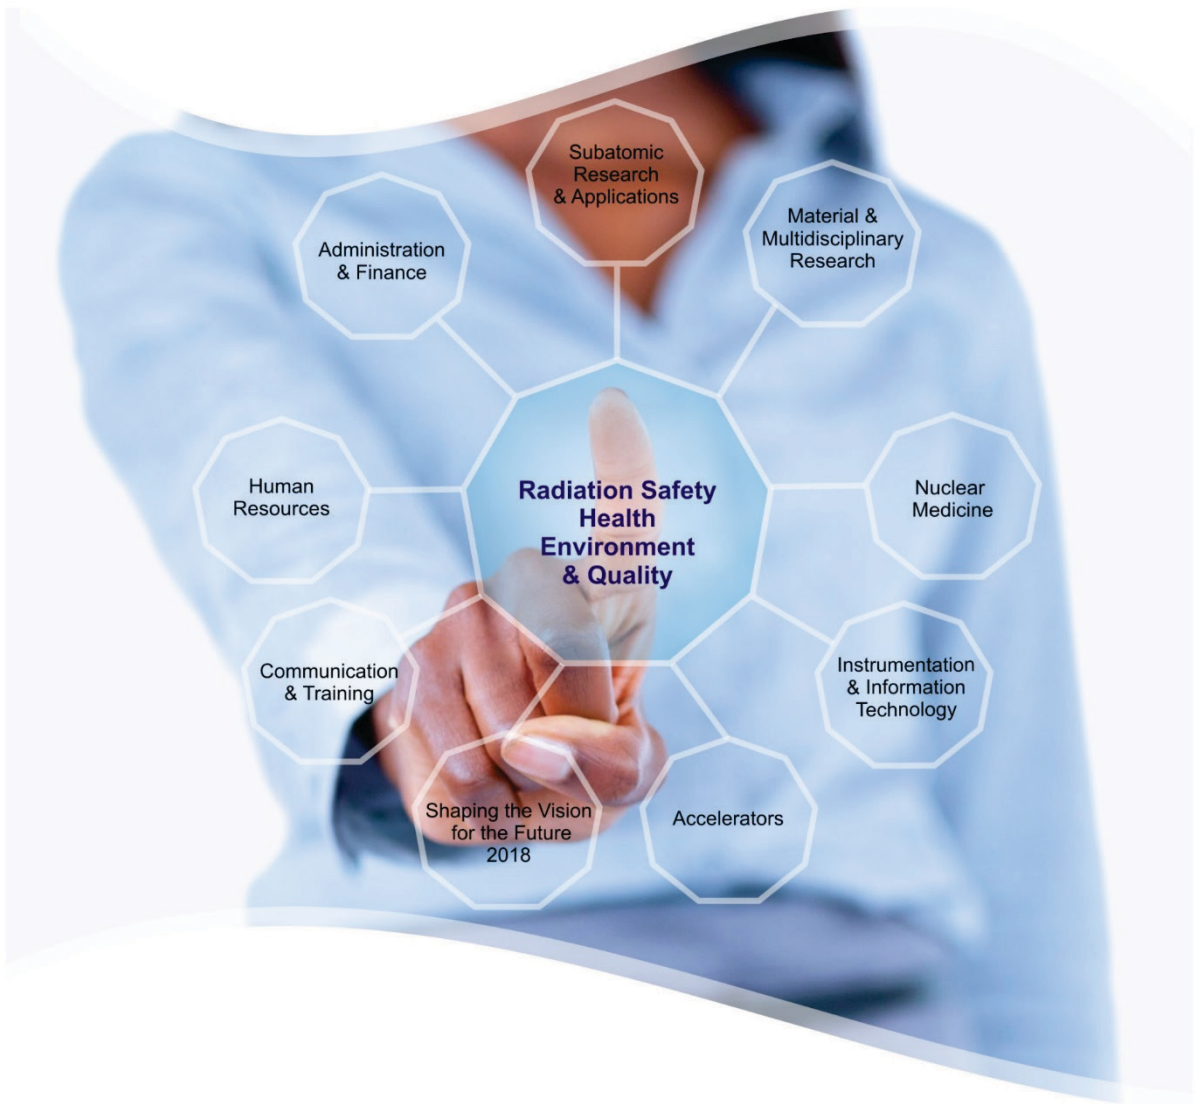 Subatomic
Research
& Applications
Material &
Multidisciplinary
Research
Administration
& Finance
Human
Resources
Radiation Safety
Health
Environment
& Quality
Nuclear
Medicine
Communication
& Training
Instrumentation
& Information
Technology
Shaping the Vision
for the Future
2018
Accelerators